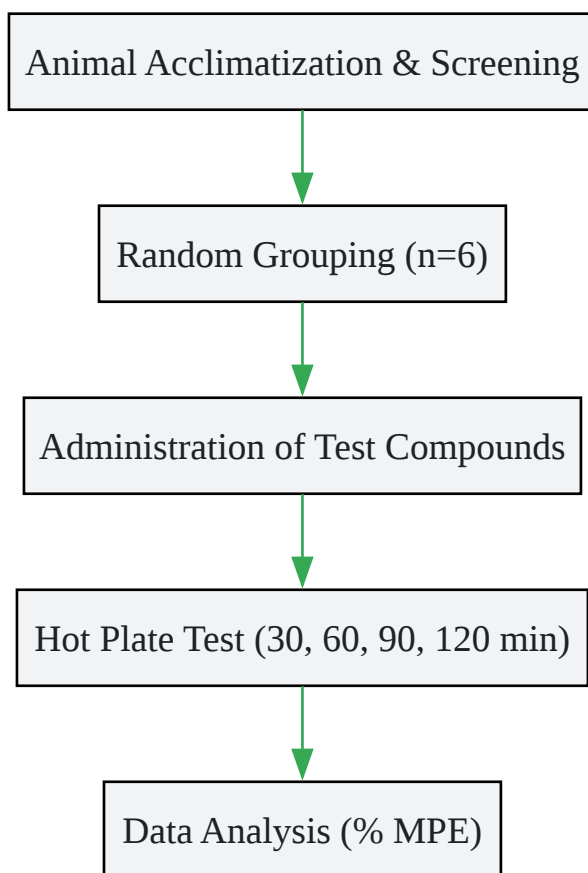 Animal Acclimatization & Screening
Random Grouping (n=6)
Administration of Test Compounds
Hot Plate Test (30, 60, 90, 120 min)
Data Analysis (% MPE)